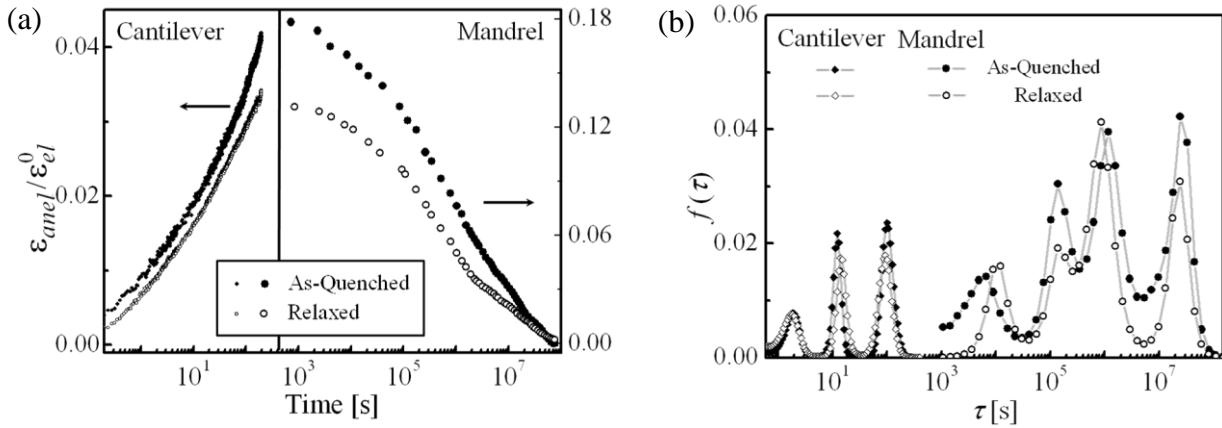 (a)
Cantilever
Mandrel
0.04
0.02
0.00
0.18
0.12
0.06
0.00
ε_anel/ε^0_el
As-Quenched
Relaxed
10^1
10^3
10^5
10^7
Time [s]
(b)
0.06
0.04
0.02
0.00
f(τ)
Cantilever Mandrel
As-Quenched
Relaxed
10^1
10^3
10^5
10^7
τ [s]